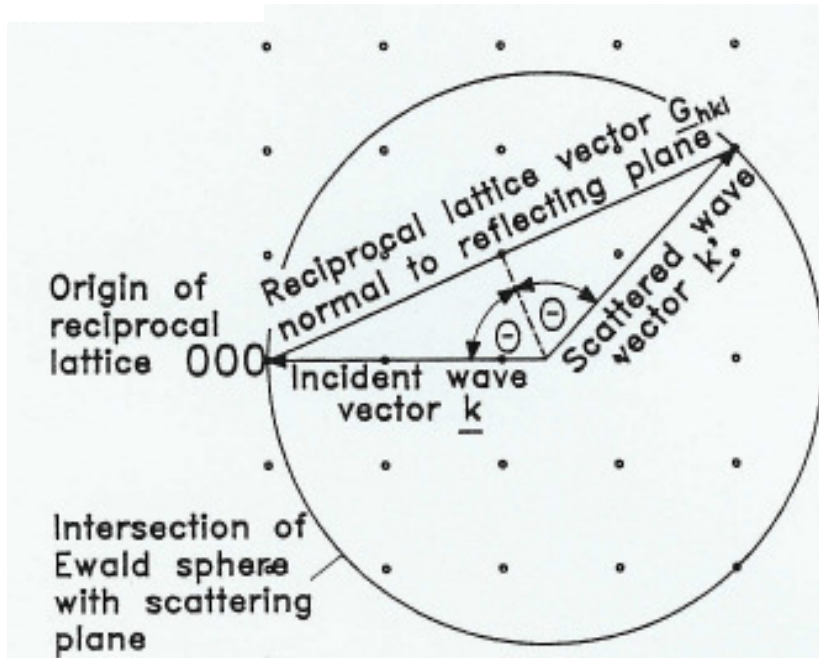 Reciprocal lattice vector G_hkl
normal to reflecting plane
Origin of
reciprocal
lattice 000
Θ
Θ
Scattered wave
vector k'
Incident wave
vector k
Intersection of
Ewald sphere
with scattering
plane